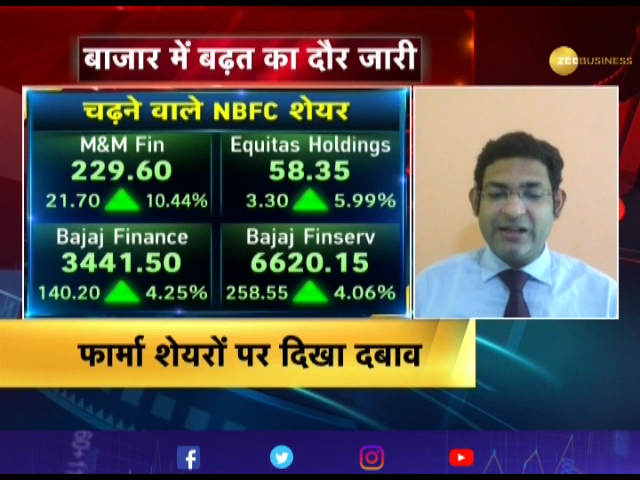 बाजार में बढ़त का दौर जारी
ZEEBUSINESS
चढ़ने वाले NBFC शेयर
M&M Fin
229.60
21.70 10.44%
Equitas Holdings
58.35
3.30 5.99%
Bajaj Finance
3441.50
140.20 4.25%
Bajaj Finserv
6620.15
258.55 4.06%
फार्मा शेयरों पर दिखा दबाव